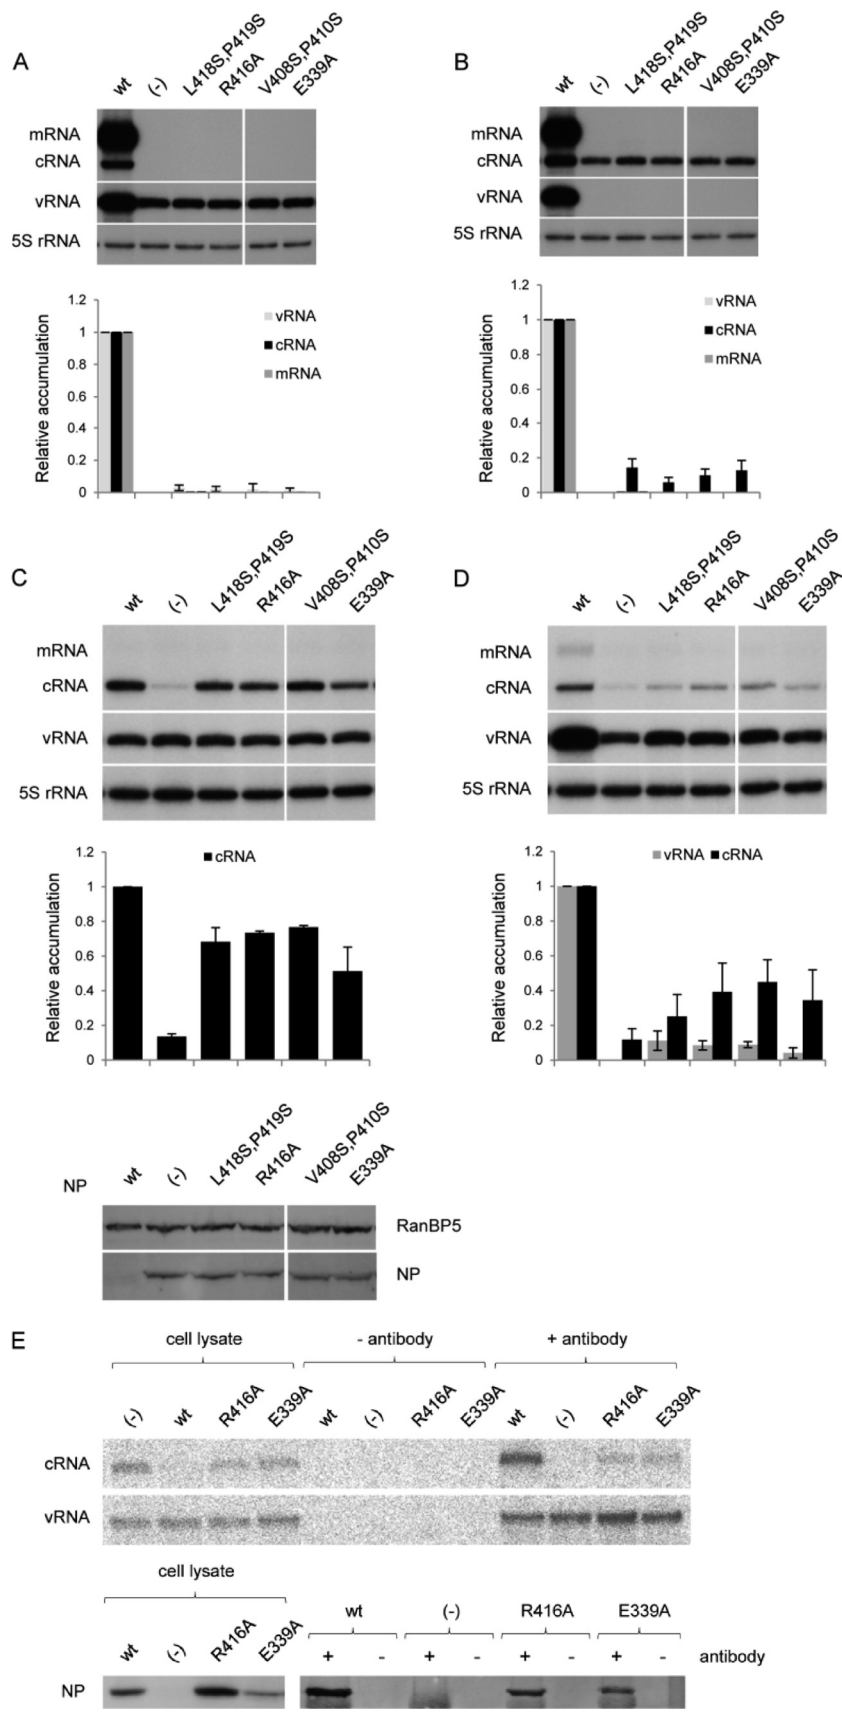 A
wt (-) L418S,P419S R416A V408S,P410S E339A
mRNA
cRNA
vRNA
5S rRNA
Relative accumulation
1.2
1
0.8
0.6
0.4
0.2
0
vRNA
cRNA
mRNA
B
wt (-) L418S,P419S R416A V408S,P410S E339A
mRNA
cRNA
vRNA
5S rRNA
Relative accumulation
1.2
1
0.8
0.6
0.4
0.2
0
vRNA
cRNA
mRNA
C
wt (-) L418S,P419S R416A V408S,P410S E339A
mRNA
cRNA
vRNA
5S rRNA
Relative accumulation
1.2
1
0.8
0.6
0.4
0.2
0
cRNA
NP wt (-) L418S,P419S R416A V408S,P410S E339A
RanBP5
NP
D
wt (-) L418S,P419S R416A V408S,P410S E339A
mRNA
cRNA
vRNA
5S rRNA
Relative accumulation
1.2
1
0.8
0.6
0.4
0.2
0
vRNA cRNA
E
cell lysate - antibody + antibody
(-) wt R416A E339A wt (-) R416A E339A wt (-) R416A E339A
cRNA
vRNA
cell lysate
wt (-) R416A E339A
wt (-) R416A E339A
+ - + - + - + - antibody
NP